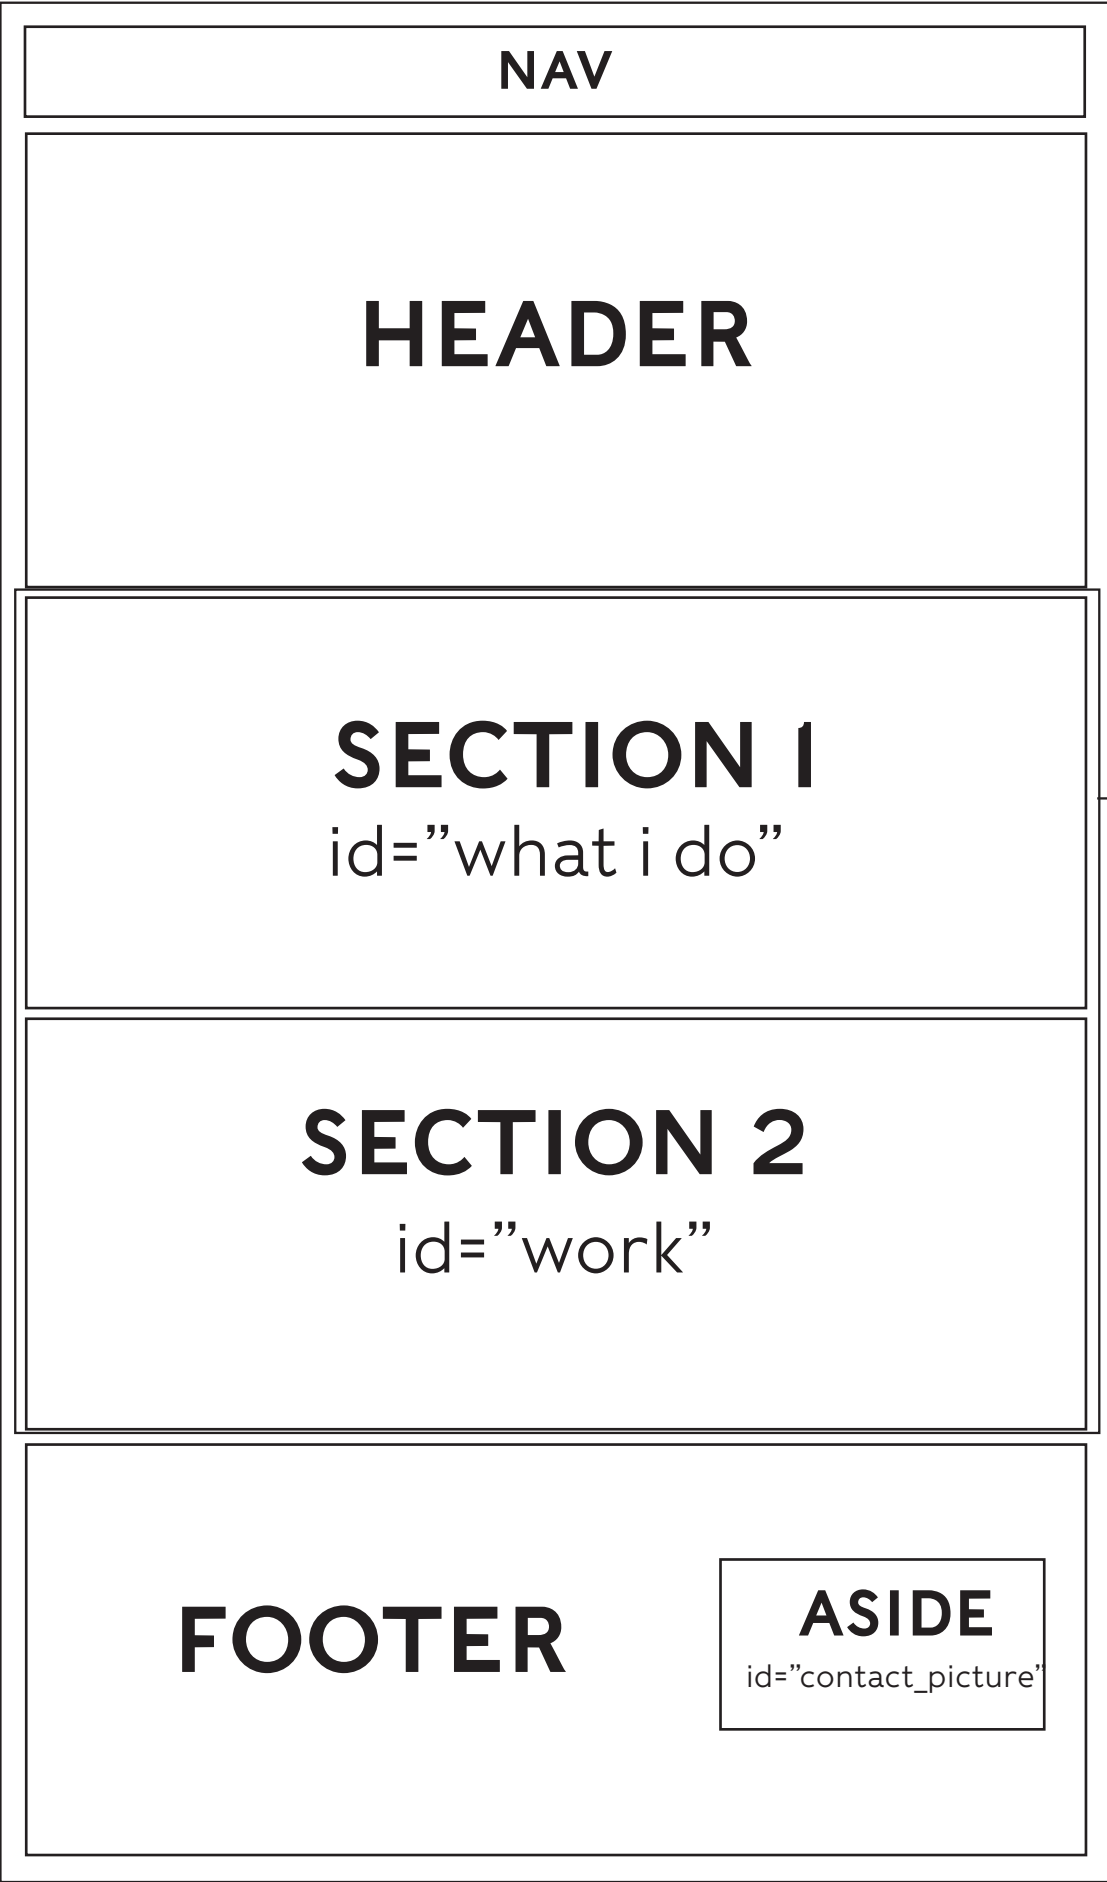 NAV
HEADER
SECTION 1
id=”what i do”
SECTION 2
id=”work”
FOOTER
ASIDE
id=”contact_picture”